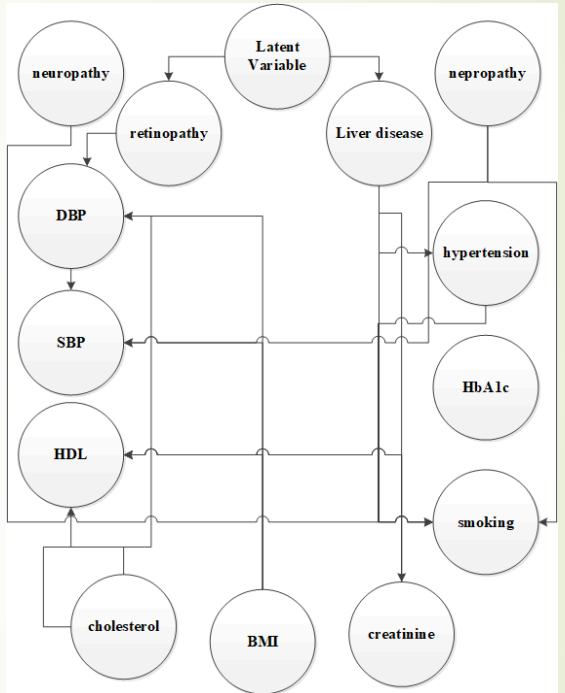 Latent
Variable
neuropathy
nepropathy
retinopathy
Liver disease
DBP
hypertension
SBP
HbA1c
HDL
smoking
cholesterol
BMI
creatinine